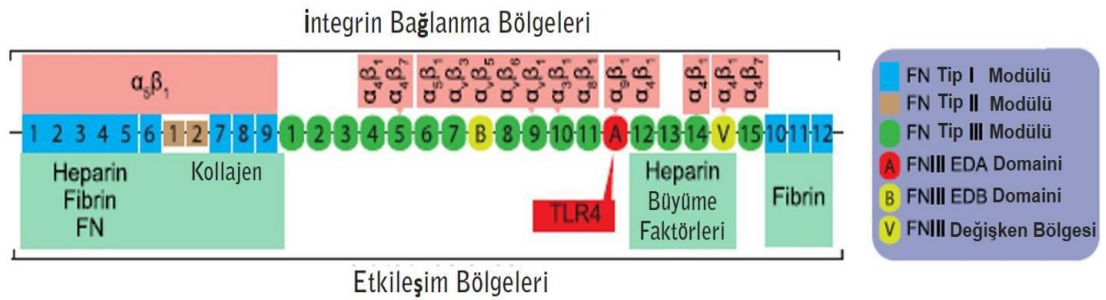 İntegrin Bağlanma Bölgeleri
α5β1
α4β1
α4β7
α5β1
αVβ3
αVβ5
αVβ6
α3β1
α8β1
α9β1
α4β1
α4β1
α4β1
α4β7
1 2 3 4 5 6 1 2 7 8 9 1 2 3 4 5 6 7 B 8 9 10 11 A 12 13 14 V 15 10 11 12
Heparin
Fibrin
FN
Kollajen
TLR4
Heparin
Büyüme
Faktörleri
Fibrin
Etkileşim Bölgeleri
FN Tip I Modülü
FN Tip II Modülü
FN Tip III Modülü
A FNIII EDA Domaini
B FNIII EDB Domaini
V FNIII Değişken Bölgesi